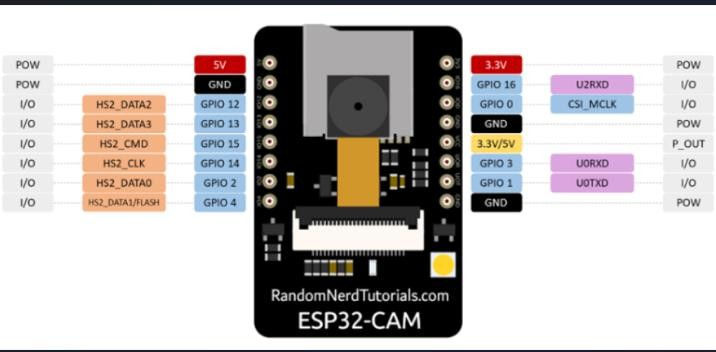 POW 5V 3.3V POW
POW GND GPIO 16 U2RXD I/O
I/O HS2_DATA2 GPIO 12 GPIO 0 CSI_MCLK I/O
I/O HS2_DATA3 GPIO 13 GND POW
I/O HS2_CMD GPIO 15 3.3V/5V P_OUT
I/O HS2_CLK GPIO 14 GPIO 3 U0RXD I/O
I/O HS2_DATA0 GPIO 2 GPIO 1 U0TXD I/O
I/O HS2_DATA1/FLASH GPIO 4 GND POW
RandomNerdTutorials.com
ESP32-CAM